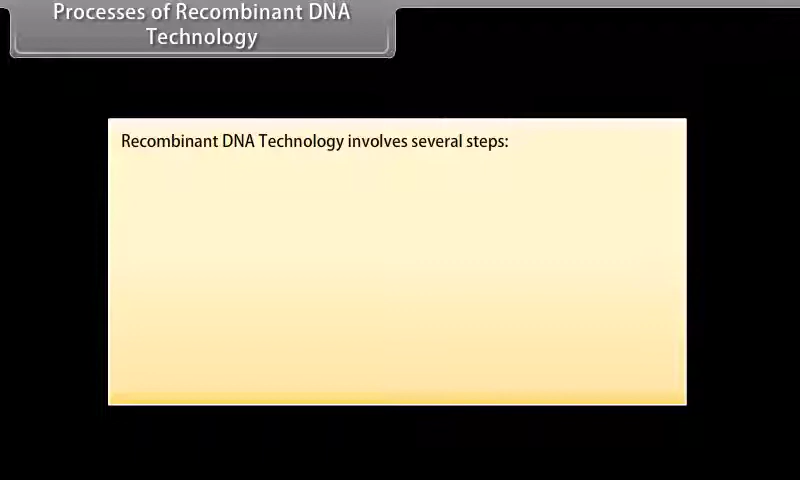 Processes of Recombinant DNA
Technology
Recombinant DNA Technology involves several steps: